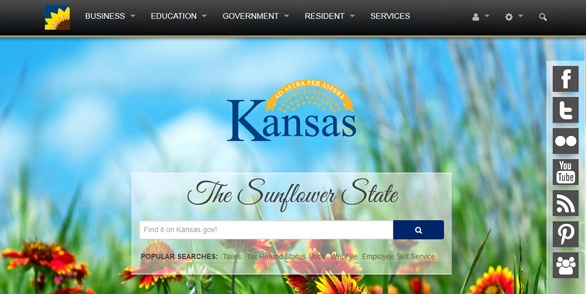 BUSINESS EDUCATION GOVERNMENT RESIDENT SERVICES
AD ASTRA PER ASPERA
Kansas
The Sunflower State
Find it on Kansas.gov!
POPULAR SEARCHES: Taxes Tax Refund Status Jobs WebFile Employee Self Service
You
Tube